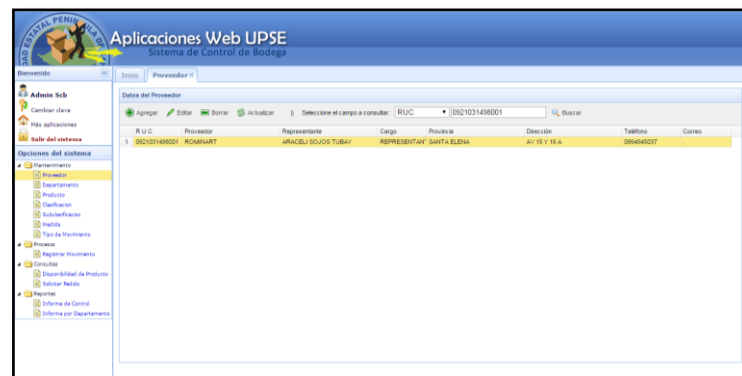 ESTATAL PENIN
Aplicaciones Web UPSE
Sistema de Control de Bodega
Bienvenido
Inicio Proveedor ×
Admin Scb
Cambiar clave
Más aplicaciones
Salir del sistema
Opciones del sistema
Mantenimiento
Proveedor
Departamento
Producto
Clasificacion
Subclasificacion
Medida
Tipo de Movimiento
Procesos
Registrar Movimiento
Consultas
Disponibilidad de Producto
Solicitar Pedido
Reportes
Informe de Control
Informe por Departamento
Datos del Proveedor
Agregar Editar Borrar Actualizar || Seleccione el campo a consultar: RUC 0921031498001 Buscar
R U C Proveedor Representante Cargo Provincia Dirección Teléfono Correo
1 0921031498001 ROMINART ARACELI SOJOS TUBAY REPRESENTANT SANTA ELENA AV 15 Y 16 A 0994945037 .